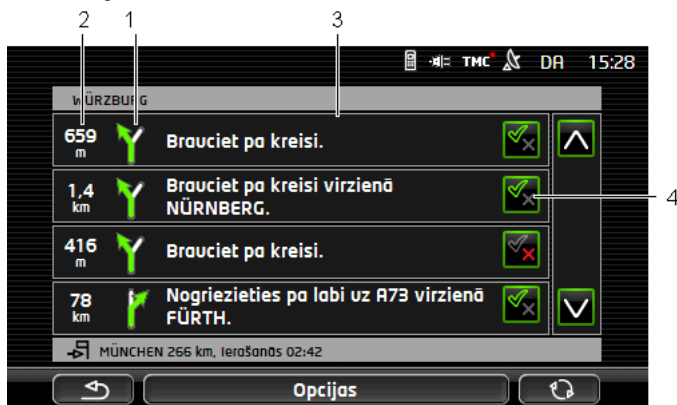 2 1 3
TMC DA 15:28
WÜRZBURG
659 m Brauciet pa kreisi.
1,4 km Brauciet pa kreisi virzienā
NÜRNBERG.
4
416 m Brauciet pa kreisi.
78 km Nogriezieties pa labi uz A73 virzienā
FÜRTH.
MÜNCHEN 266 km, Ierašanās 02:42
Opcijas